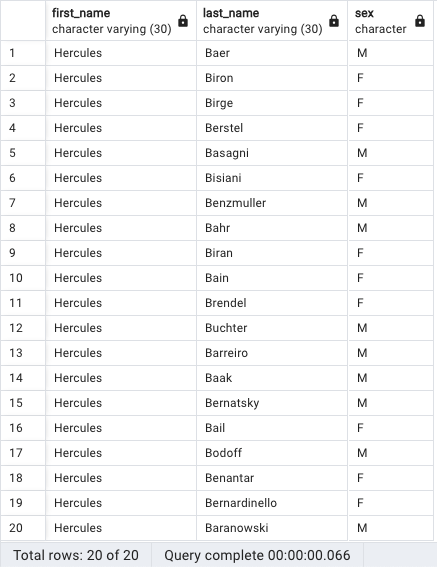 first_name last_name sex
character varying (30) character varying (30) character
1 Hercules Baer M
2 Hercules Biron F
3 Hercules Birge F
4 Hercules Berstel F
5 Hercules Basagni M
6 Hercules Bisiani F
7 Hercules Benzmuller M
8 Hercules Bahr M
9 Hercules Biran F
10 Hercules Bain F
11 Hercules Brendel F
12 Hercules Buchter M
13 Hercules Barreiro M
14 Hercules Baak M
15 Hercules Bernatsky M
16 Hercules Bail F
17 Hercules Bodoff M
18 Hercules Benantar F
19 Hercules Bernardinello F
20 Hercules Baranowski M
Total rows: 20 of 20 Query complete 00:00:00.066